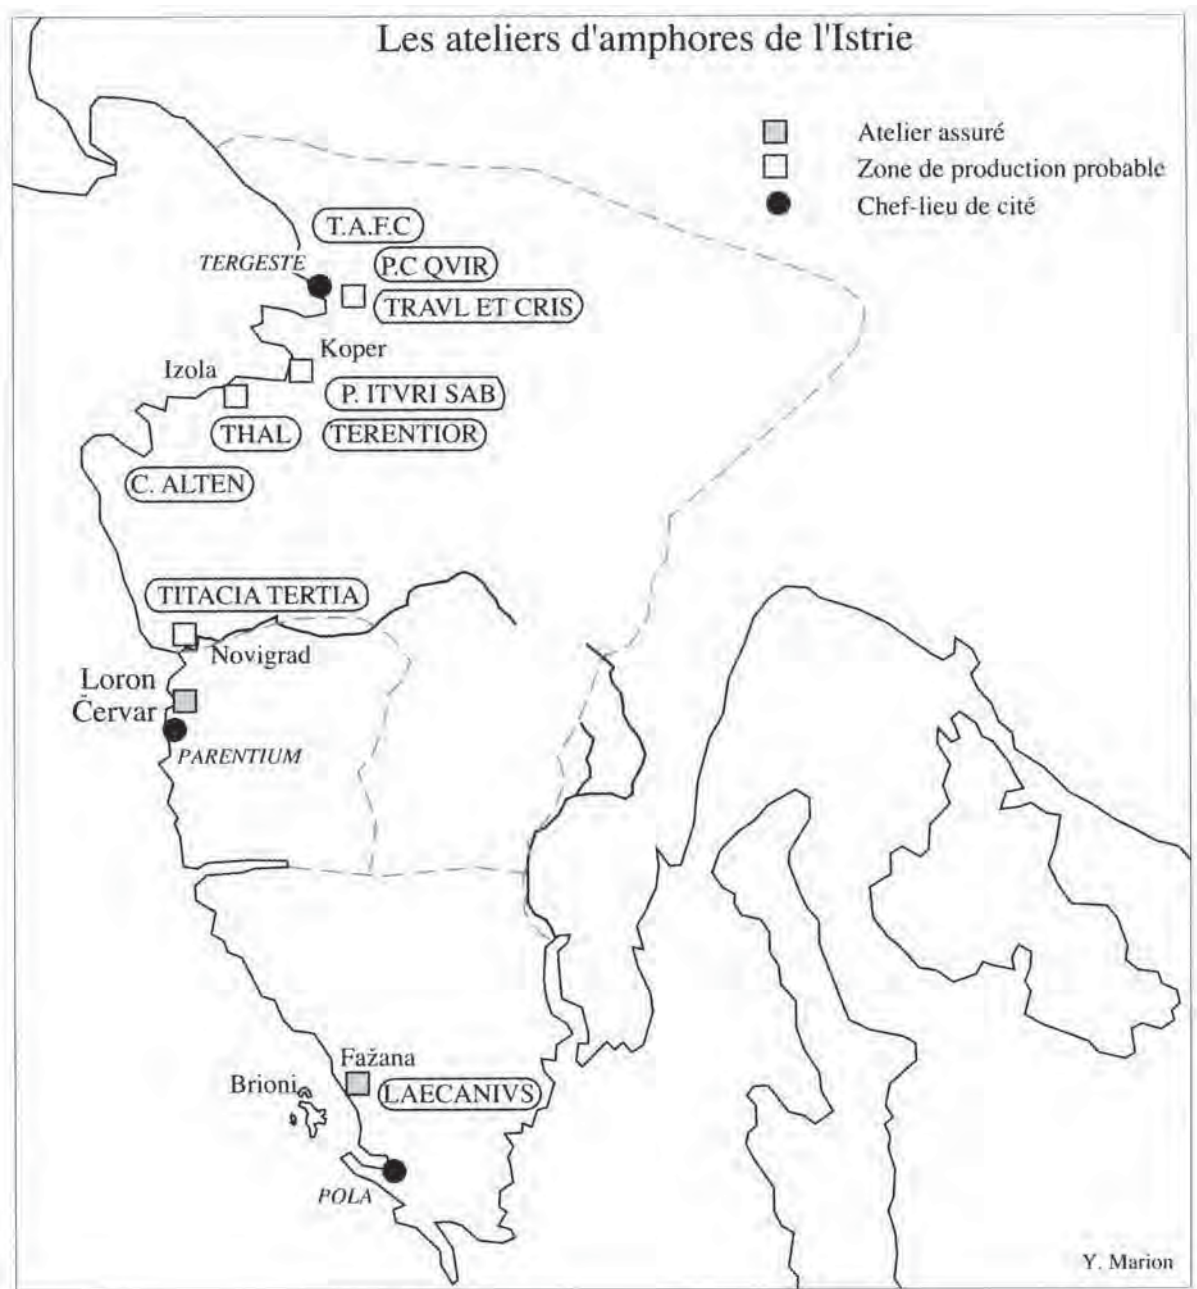 Les ateliers d'amphores de l'Istrie
Atelier assuré
Zone de production probable
Chef-lieu de cité
T.A.F.C
TERGESTE
P.C QVIR
TRAVL ET CRIS
Koper
Izola
P. ITVRI SAB
THAL
TERENTIOR
C. ALTEN
TITACIA TERTIA
Novigrad
Loron
Červar
PARENTIUM
Fažana
Brioni
LAECANIVS
POLA
Y. Marion